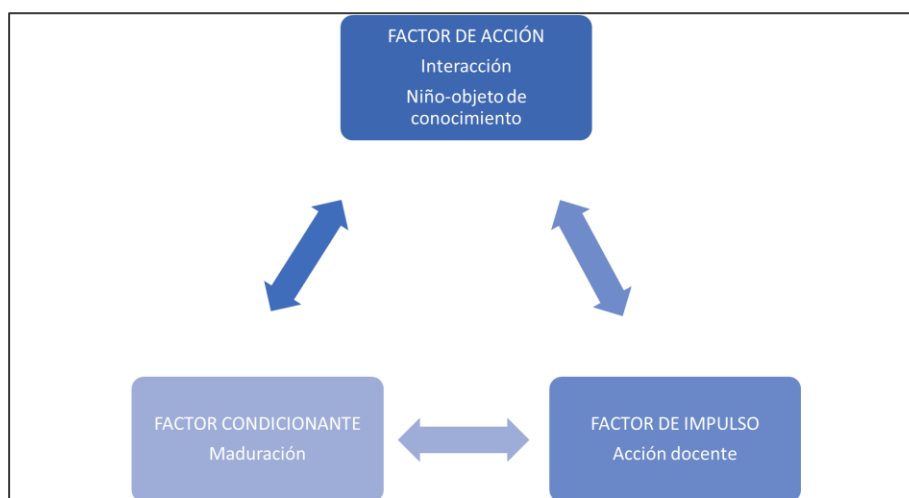 FACTOR DE ACCIÓN
Interacción
Niño-objeto de
conocimiento
FACTOR CONDICIONANTE
Maduración
FACTOR DE IMPULSO
Acción docente